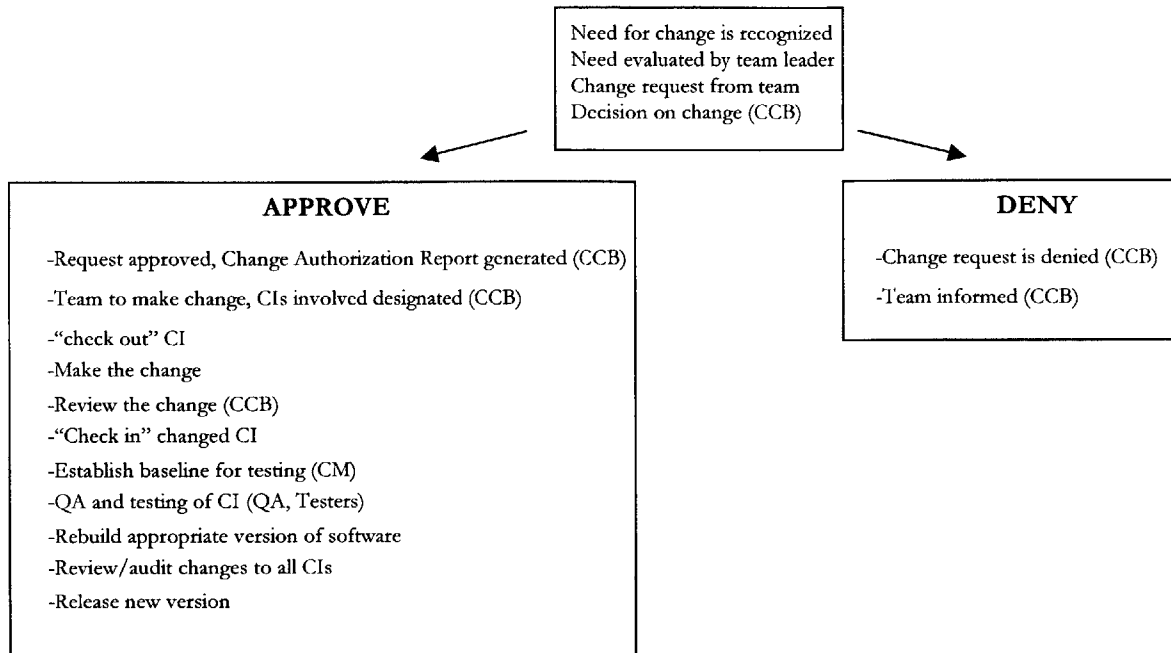 Need for change is recognized
Need evaluated by team leader
Change request from team
Decision on change (CCB)
APPROVE
-Request approved, Change Authorization Report generated (CCB)
-Team to make change, CIs involved designated (CCB)
-“check out” CI
-Make the change
-Review the change (CCB)
-“Check in” changed CI
-Establish baseline for testing (CM)
-QA and testing of CI (QA, Testers)
-Rebuild appropriate version of software
-Review/audit changes to all CIs
-Release new version
DENY
-Change request is denied (CCB)
-Team informed (CCB)